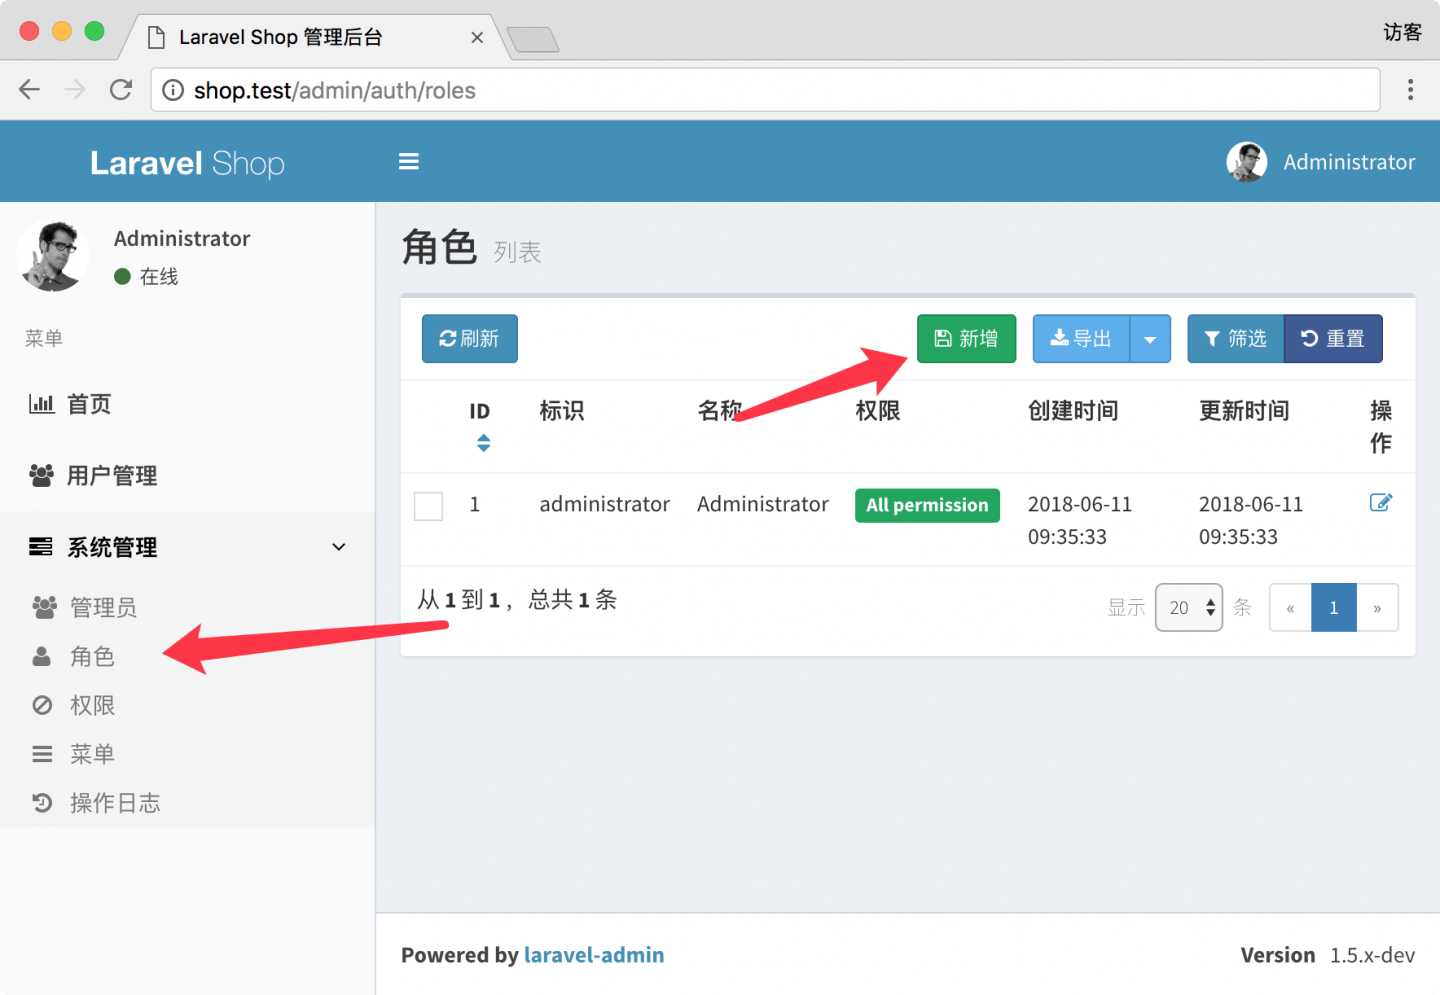 Laravel Shop 管理后台
访客
shop.test/admin/auth/roles
Laravel Shop
Administrator
Administrator
在线
菜单
首页
用户管理
系统管理
管理员
角色
权限
菜单
操作日志
角色 列表
刷新 新增 导出 筛选 重置
ID 标识 名称 权限 创建时间 更新时间 操作
1 administrator Administrator All permission 2018-06-11 09:35:33 2018-06-11 09:35:33
从 1 到 1 ，总共 1 条
显示 20 条 « 1 »
Powered by laravel-admin
Version 1.5.x-dev